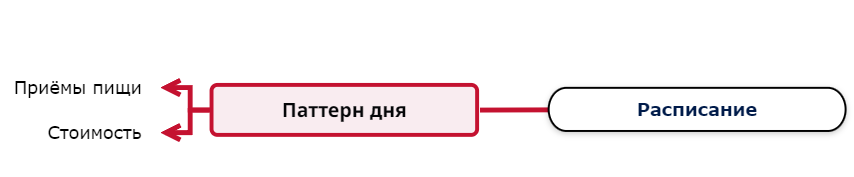 Приёмы пищи
Стоимость
Паттерн дня
Расписание